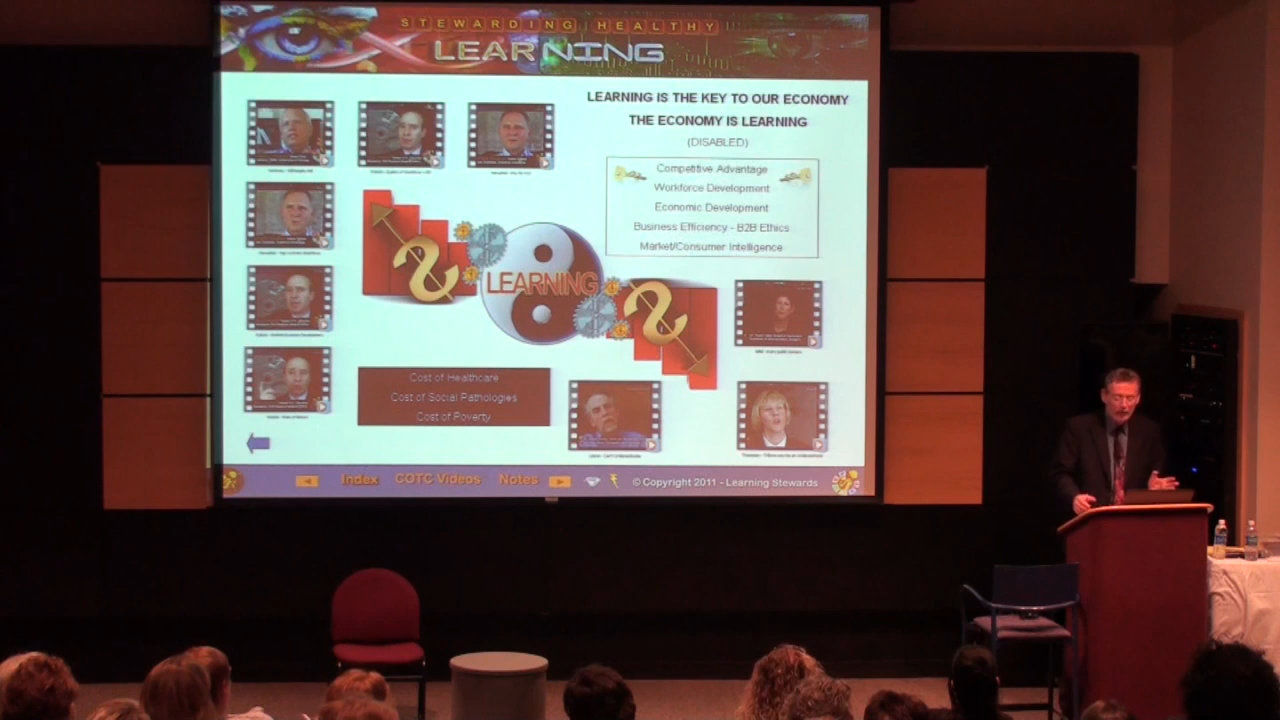 STEWARDING HEALTHY
LEARNING
LEARNING IS THE KEY TO OUR ECONOMY
THE ECONOMY IS LEARNING
(DISABLED)
Competitive Advantage
Workforce Development
Economic Development
Business Efficiency - B2B Ethics
Market/Consumer Intelligence
LEARNING
Cost of Healthcare
Cost of Social Pathologies
Cost of Poverty
Index COTC Videos Notes © Copyright 2011 - Learning Stewards